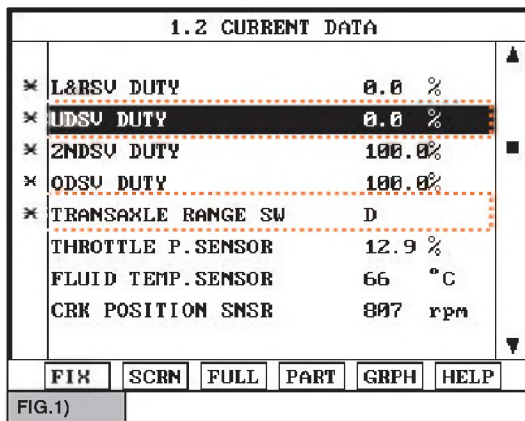 1.2 CURRENT DATA
× L&RSV DUTY 0.0 %
× UDSV DUTY 0.0 %
× 2NDSV DUTY 100.0%
× ODSV DUTY 100.0%
× TRANSAXLE RANGE SW D
THROTTLE P.SENSOR 12.9 %
FLUID TEMP.SENSOR 66 °C
CRK POSITION SNSR 807 rpm
FIX SCRN FULL PART GRPH HELP
FIG.1)